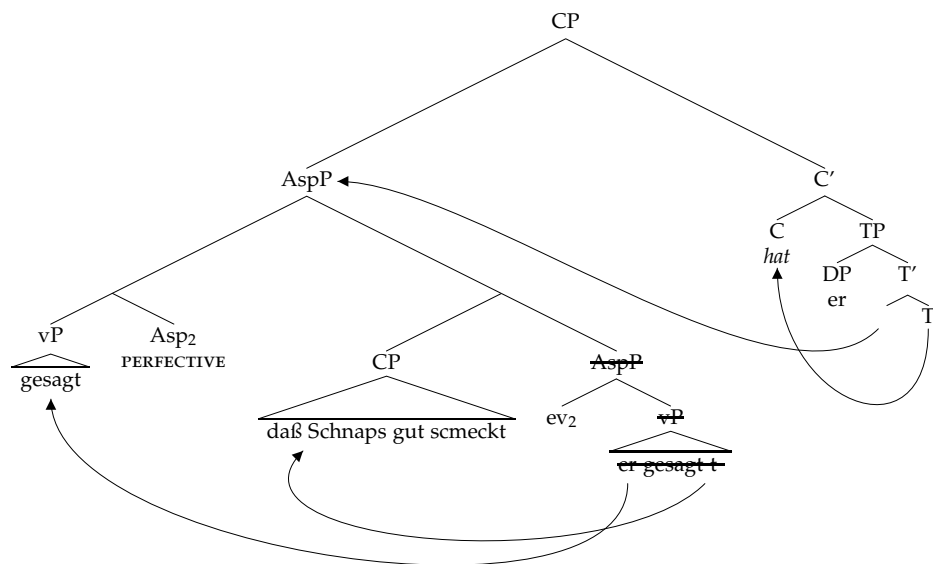 CP
AspP
C'
C
TP
hat
DP
T'
er
T
vP
Asp₂
PERFECTIVE
gesagt
CP
AspP
daß Schnaps gut scmeckt
ev₂
vP
er gesagt t